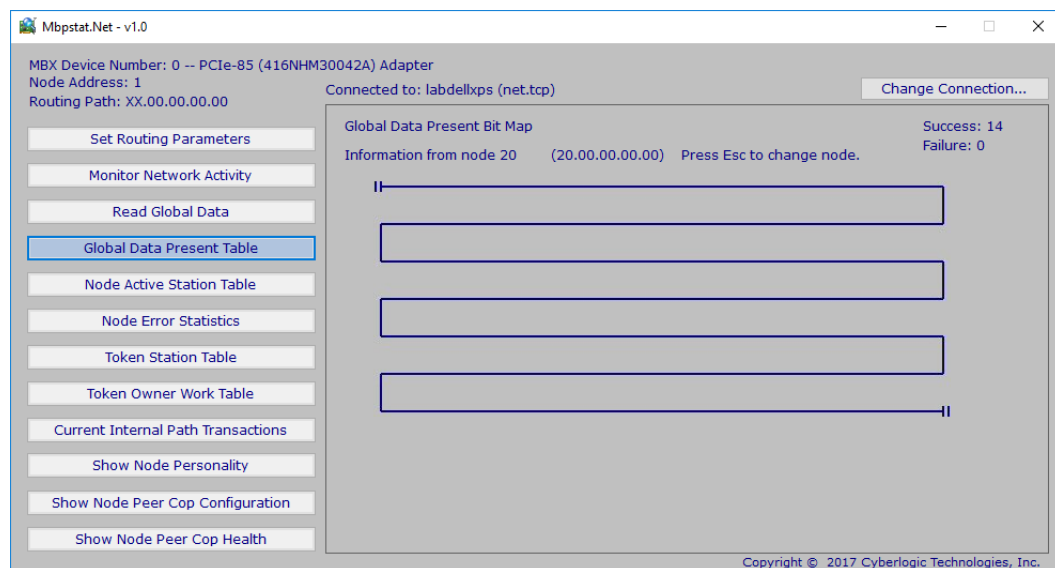 Mbpstat.Net - v1.0
MBX Device Number: 0 -- PCIe-85 (416NHM30042A) Adapter
Node Address: 1
Routing Path: XX.00.00.00.00
Connected to: labdellxps (net.tcp)
Change Connection...
Set Routing Parameters
Monitor Network Activity
Read Global Data
Global Data Present Table
Node Active Station Table
Node Error Statistics
Token Station Table
Token Owner Work Table
Current Internal Path Transactions
Show Node Personality
Show Node Peer Cop Configuration
Show Node Peer Cop Health
Global Data Present Bit Map
Success: 14
Failure: 0
Information from node 20 (20.00.00.00.00) Press Esc to change node.
Copyright © 2017 Cyberlogic Technologies, Inc.